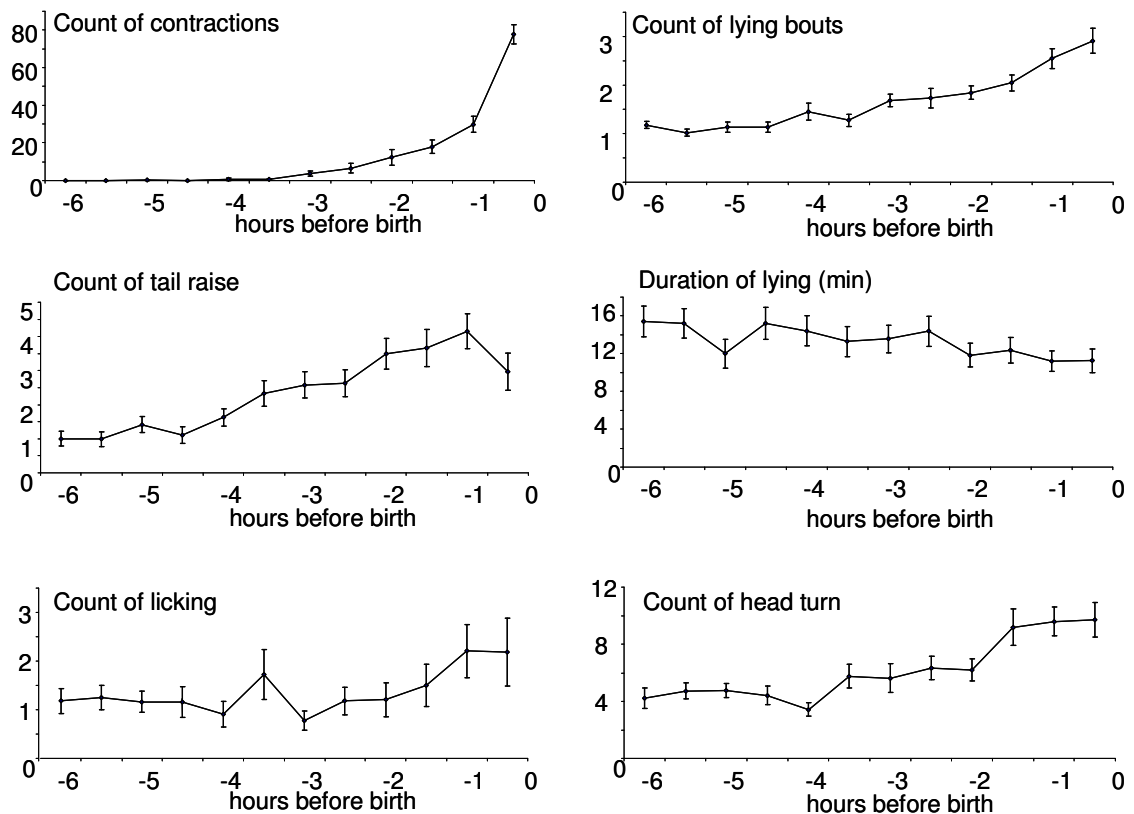 Count of contractions
80
60
40
20
0
-6 -5 -4 -3 -2 -1 0
hours before birth
Count of lying bouts
3
2
1
0
-6 -5 -4 -3 -2 -1 0
hours before birth
Count of tail raise
5
4
3
2
1
0
-6 -5 -4 -3 -2 -1 0
hours before birth
Duration of lying (min)
16
12
8
4
0
-6 -5 -4 -3 -2 -1 0
hours before birth
Count of licking
3
2
1
0
-6 -5 -4 -3 -2 -1 0
hours before birth
Count of head turn
12
8
4
0
-6 -5 -4 -3 -2 -1 0
hours before birth